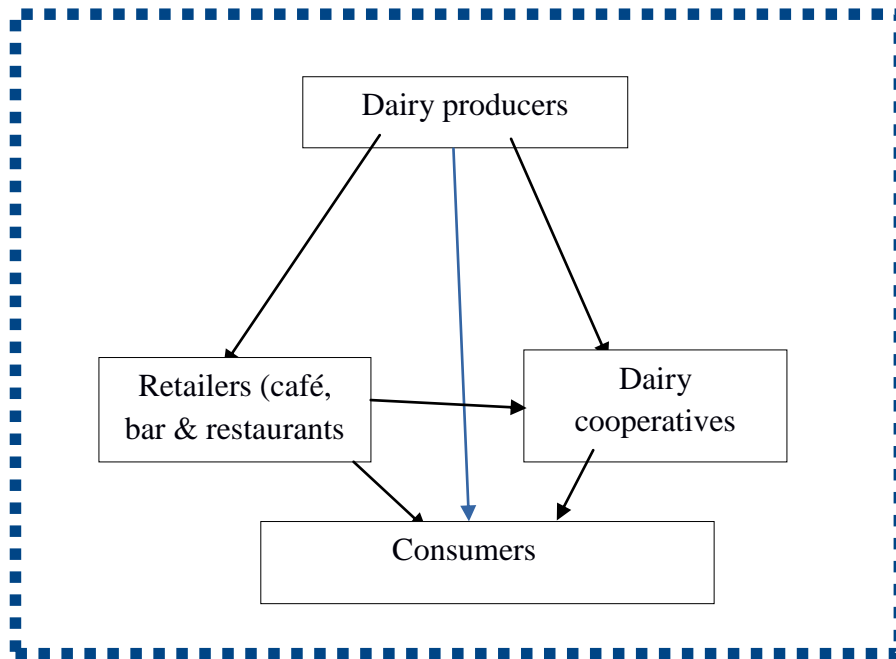 Dairy producers
Retailers (café,
bar & restaurants
Dairy
cooperatives
Consumers